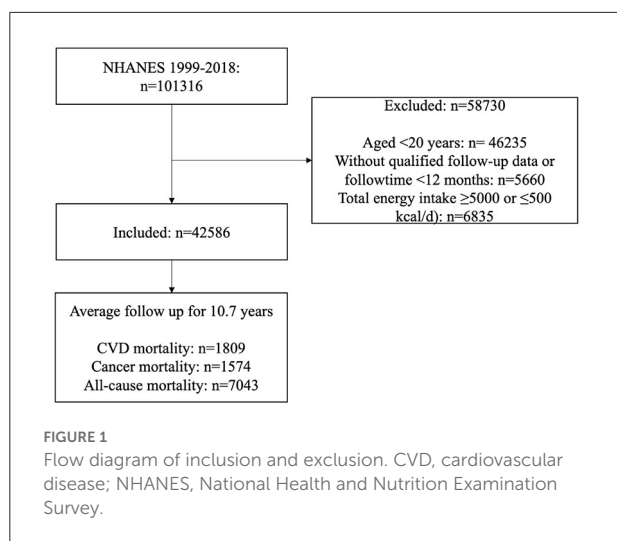 NHANES 1999-2018:
n=101316
Excluded: n=58730
Aged <20 years: n= 46235
Without qualified follow-up data or
followtime <12 months: n=5660
Total energy intake ≥5000 or ≤500
kcal/d): n=6835
Included: n=42586
Average follow up for 10.7 years
CVD mortality: n=1809
Cancer mortality: n=1574
All-cause mortality: n=7043
FIGURE 1
Flow diagram of inclusion and exclusion. CVD, cardiovascular
disease; NHANES, National Health and Nutrition Examination
Survey.